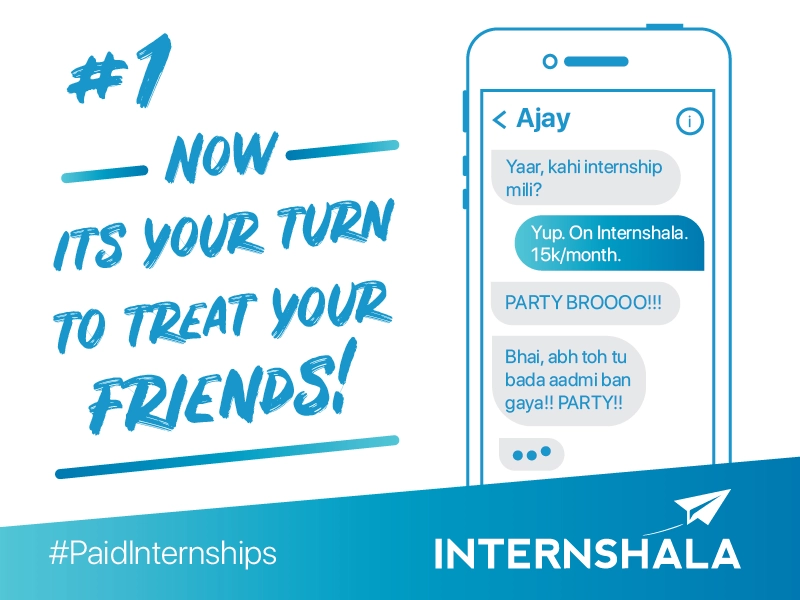 #1
NOW
ITS YOUR TURN
TO TREAT YOUR
FRIENDS!
< Ajay
i
Yaar, kahi internship
mili?
Yup. On Internshala.
15k/month.
PARTY BROOOO!!!
Bhai, abh toh tu
bada aadmi ban
gaya!! PARTY!!
#PaidInternships
INTERNSHALA